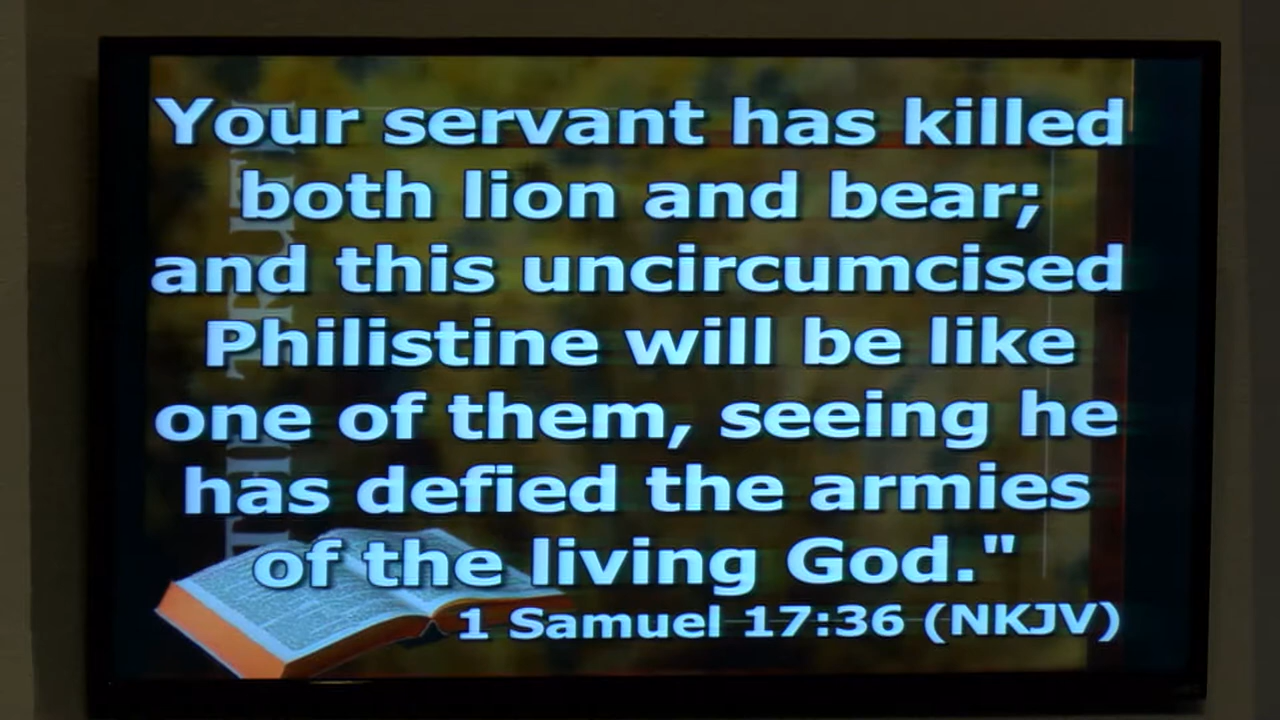 Your servant has killed
both lion and bear;
and this uncircumcised
Philistine will be like
one of them, seeing he
has defied the armies
of the living God."
1 Samuel 17:36 (NKJV)